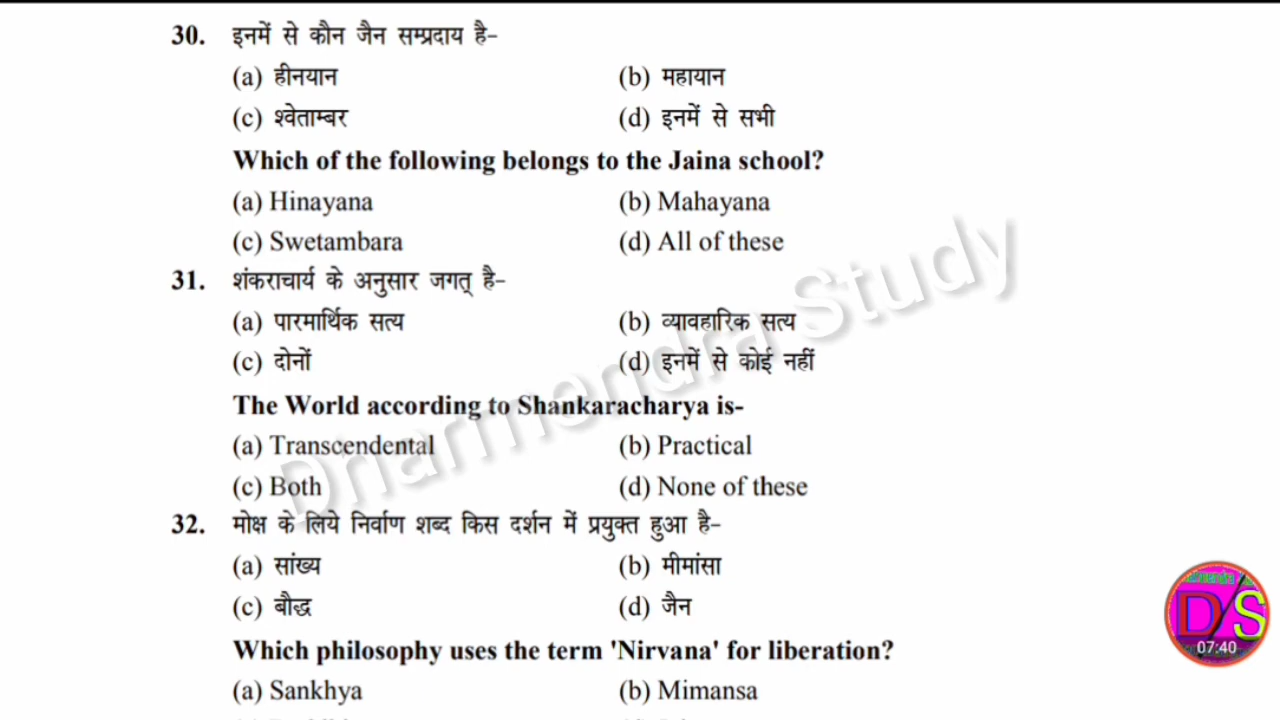 30. इनमें से कौन जैन सम्प्रदाय है-
(a) हीनयान (b) महायान
(c) श्वेताम्बर (d) इनमें से सभी
Which of the following belongs to the Jaina school?
(a) Hinayana (b) Mahayana
(c) Swetambara (d) All of these
31. शंकराचार्य के अनुसार जगत् है-
(a) पारमार्थिक सत्य (b) व्यावहारिक सत्य
(c) दोनों (d) इनमें से कोई नहीं
The World according to Shankaracharya is-
(a) Transcendental (b) Practical
(c) Both (d) None of these
32. मोक्ष के लिये निर्वाण शब्द किस दर्शन में प्रयुक्त हुआ है-
(a) सांख्य (b) मीमांसा
(c) बौद्ध (d) जैन
Which philosophy uses the term 'Nirvana' for liberation?
(a) Sankhya (b) Mimansa
Dharmendra Study
D/S
07:40